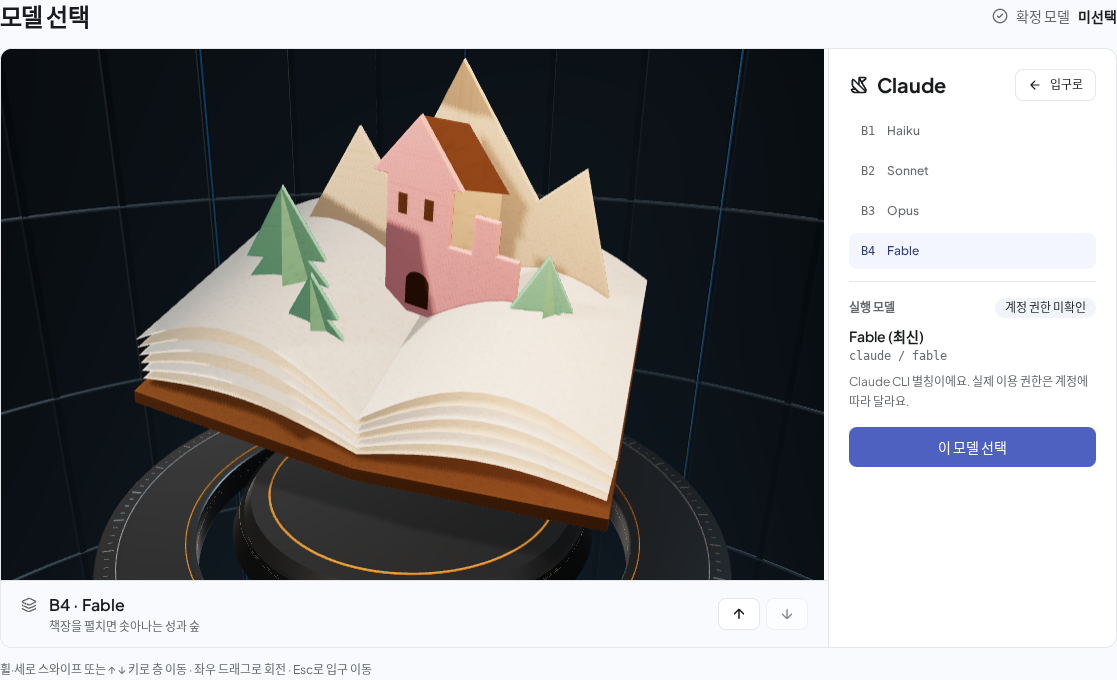 모델 선택
확정 모델 미선택
Claude
입구로
B1 Haiku
B2 Sonnet
B3 Opus
B4 Fable
실행 모델
계정 권한 미확인
Fable (최신)
claude / fable
Claude CLI 별칭이에요. 실제 이용 권한은 계정에
따라 달라요.
이 모델 선택
B4 · Fable
책장을 펼치면 솟아나는 성과 숲
휠·세로 스와이프 또는 ↑↓ 키로 층 이동 · 좌우 드래그로 회전 · Esc로 입구 이동